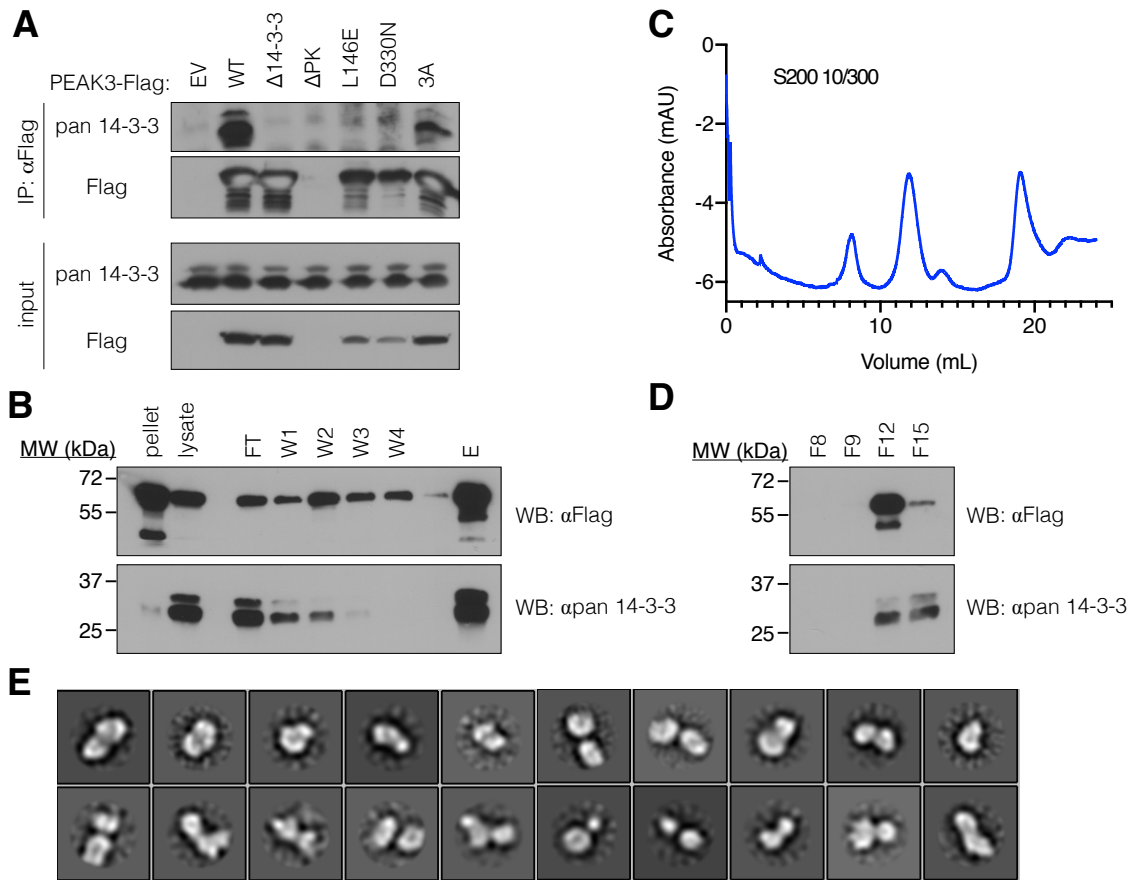 A
PEAK3-Flag: EV WT Δ14-3-3 ΔPK L146E D330N 3A
IP: αFlag
pan 14-3-3
Flag
input
pan 14-3-3
Flag
B
MW (kDa) pellet lysate FT W1 W2 W3 W4 E
72
55
WB: αFlag
37
25
WB: αpan 14-3-3
C
S200 10/300
Absorbance (mAU)
0
-2
-4
-6
0 10 20
Volume (mL)
D
MW (kDa) F8 F9 F12 F15
72
55
WB: αFlag
37
25
WB: αpan 14-3-3
E